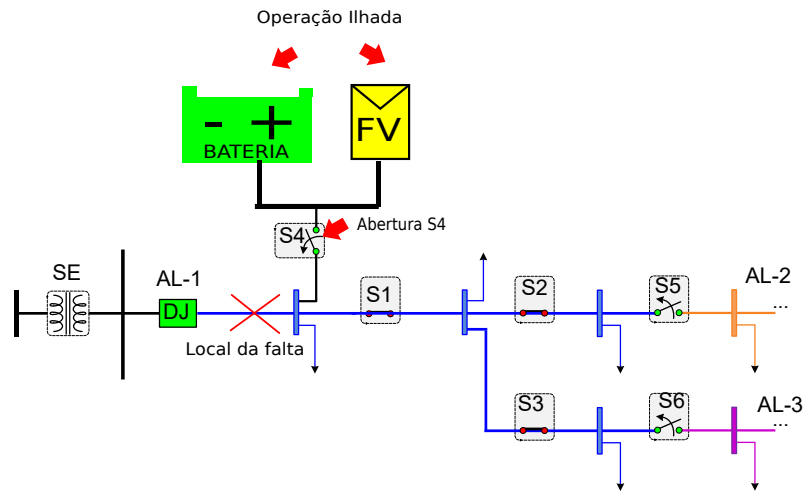 Operação Ilhada
- +
BATERIA
FV
S4
Abertura S4
SE
AL-1
DJ
Local da falta
S1
S2
S5
AL-2
...
S3
S6
AL-3
...